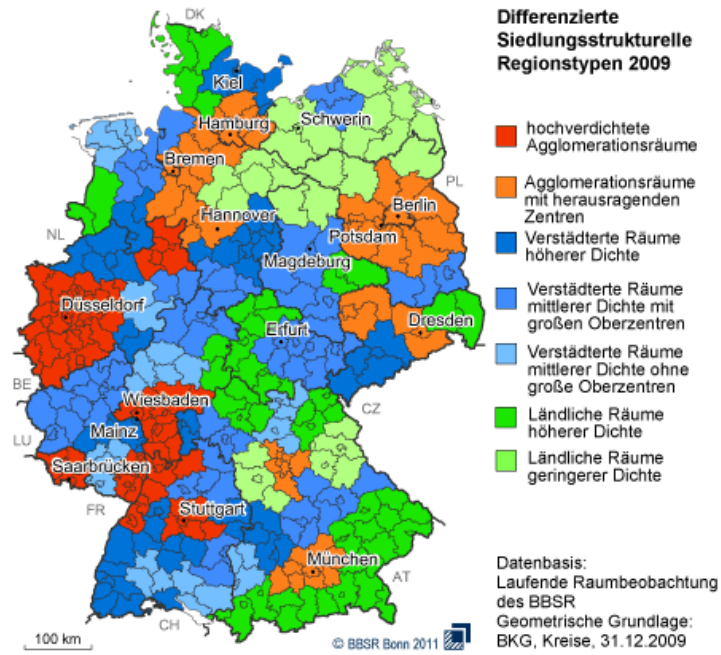 Differenzierte
Siedlungsstrukturelle
Regionstypen 2009
hochverdichtete
Agglomerationsräume
Agglomerationsräume
mit herausragenden
Zentren
Verstädterte Räume
höherer Dichte
Verstädterte Räume
mittlerer Dichte mit
großen Oberzentren
Verstädterte Räume
mittlerer Dichte ohne
große Oberzentren
Ländliche Räume
höherer Dichte
Ländliche Räume
geringerer Dichte
DK
Kiel
Hamburg
Schwerin
Bremen
PL
Berlin
Hannover
NL
Potsdam
Magdeburg
Düsseldorf
Erfurt
Dresden
BE
Wiesbaden
CZ
Mainz
LU
Saarbrücken
FR
Stuttgart
München
AT
CH
100 km
© BBSR Bonn 2011
Datenbasis:
Laufende Raumbeobachtung
des BBSR
Geometrische Grundlage:
BKG, Kreise, 31.12.2009